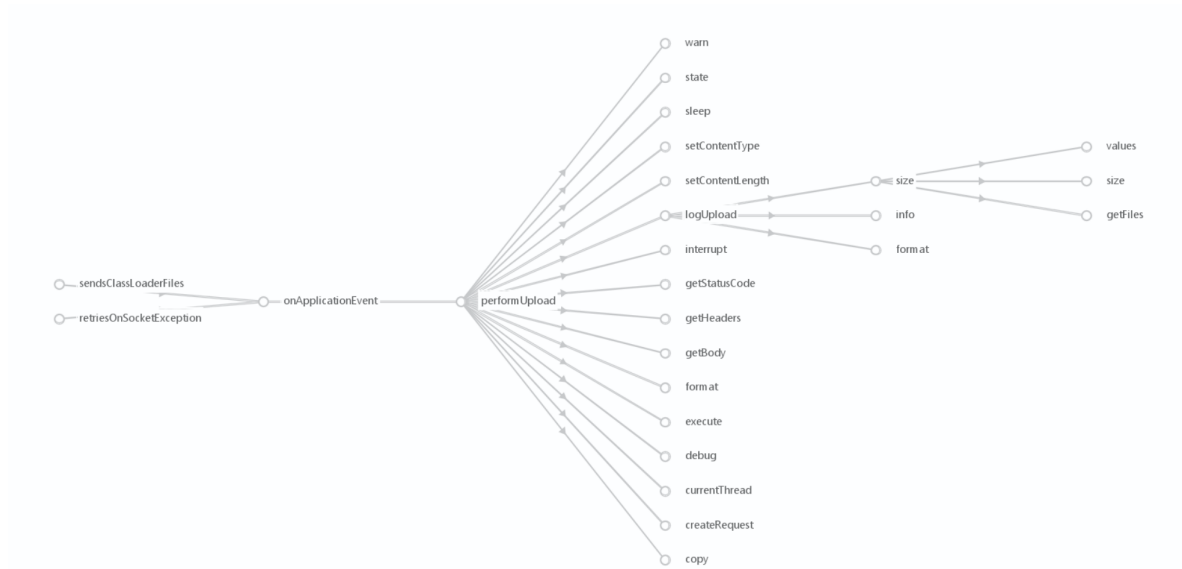 warn
state
sleep
setContentType
values
setContentLength
size
size
logUpload
info
getFiles
interrupt
format
sendsClassLoaderFiles
getStatusCode
onApplicationEvent
performUpload
retriesOnSocketException
getHeaders
getBody
format
execute
debug
currentThread
createRequest
copy